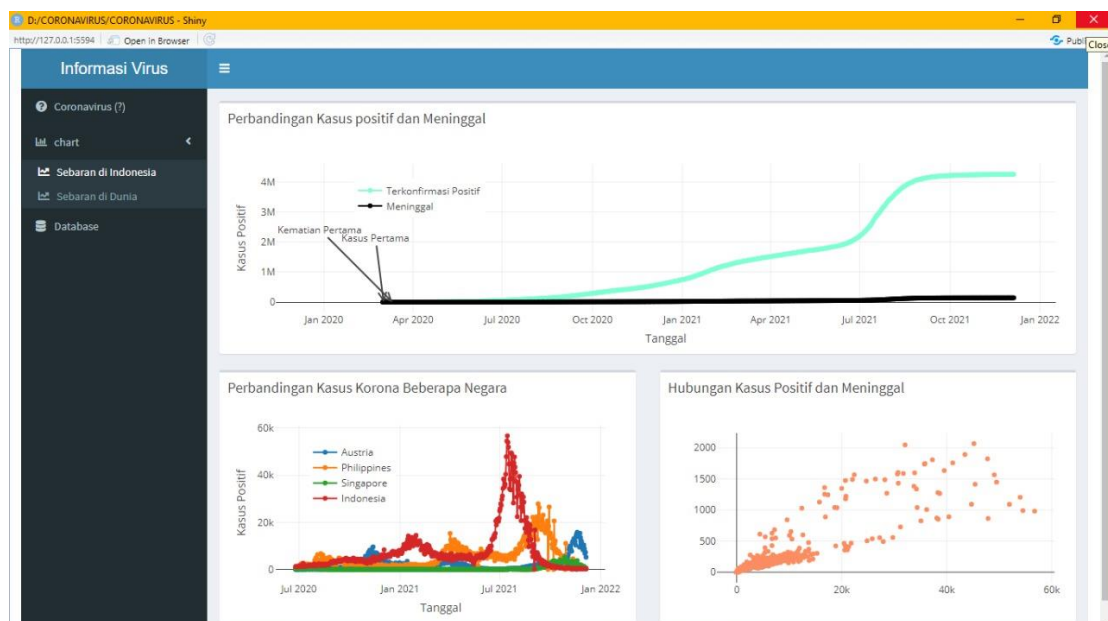 D:/CORONAVIRUS/CORONAVIRUS - Shiny
http://127.0.0.1:5594 Open in Browser
Close
Informasi Virus
Coronavirus (?)
chart
Sebaran di Indonesia
Sebaran di Dunia
Database
Perbandingan Kasus positif dan Meninggal
Kasus Positif
4M
3M
2M
1M
0
Terkonfirmasi Positif
Meninggal
Kematian Pertama
Kasus Pertama
Jan 2020 Apr 2020 Jul 2020 Oct 2020 Jan 2021 Apr 2021 Jul 2021 Oct 2021 Jan 2022
Tanggal
Perbandingan Kasus Korona Beberapa Negara
Kasus Positif
60k
40k
20k
0
Austria
Philippines
Singapore
Indonesia
Jul 2020 Jan 2021 Jul 2021 Jan 2022
Tanggal
Hubungan Kasus Positif dan Meninggal
2000
1500
1000
500
0
0 20k 40k 60k